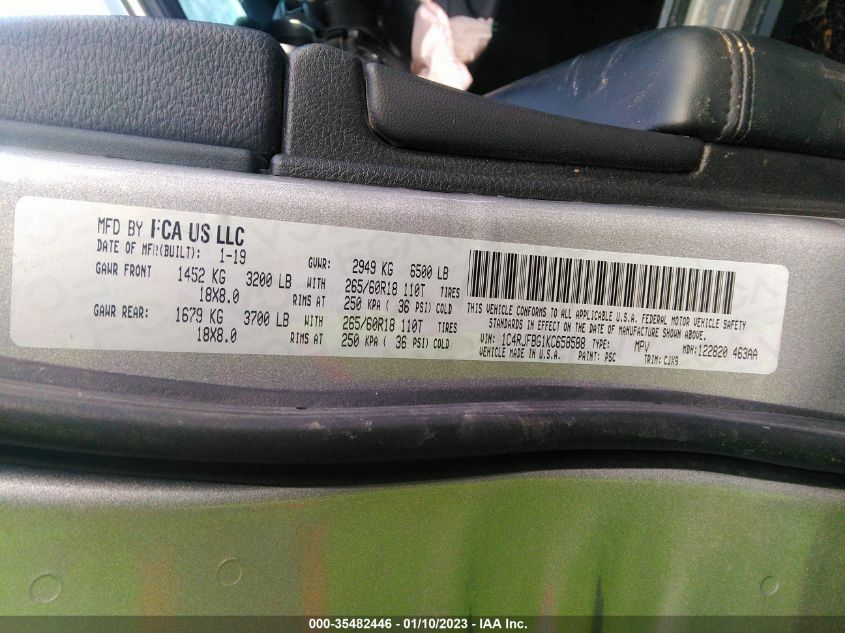 MFD BY FCA US LLC
DATE OF MFR(BUILT): 1-19 GVWR: 2949 KG 6500 LB
GAWR FRONT 1452 KG 3200 LB WITH 265/60R18 110T TIRES
18X8.0 RIMS AT 250 KPA ( 36 PSI) COLD
GAWR REAR: 1679 KG 3700 LB WITH 265/60R18 110T TIRES
18X8.0 RIMS AT 250 KPA ( 36 PSI) COLD
THIS VEHICLE CONFORMS TO ALL APPLICABLE U.S.A. FEDERAL MOTOR VEHICLE SAFETY
STANDARDS IN EFFECT ON THE DATE OF MANUFACTURE SHOWN ABOVE.
VIN: 1C4RJFBG1KC658598 TYPE: MPV MDH:122820 463AA
VEHICLE MADE IN U.S.A. PAINT: PSC TRIM: CJX9
000-35482446 - 01/10/2023 - IAA Inc.